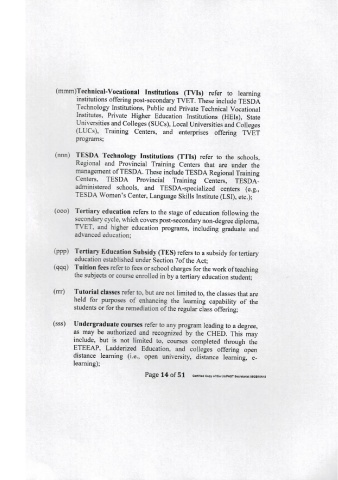 (mmm)Technical-Vocational Institutions (TVIs) refer to learning
institutions offering post-secondary TVET. These include TESDA
Technology Institutions, Public and Private Technical Vocational
Institutes, Private Higher Education Institutions (HEIs), State
Universities and Colleges (SUCs), Local Universities and Colleges
(LUCs), Training Centers, and enterprises offering TVET
programs;
(nnn) TESDA Technology Institutions (TTIs) refer to the schools,
Regional and Provincial Training Centers that are under the
management of TESDA. These include TESDA Regional Training
Centers, TESDA Provincial Training Centers, TESDA-
administered schools, and TESDA-specialized centers (e.g.,
TESDA Women's Center, Language Skills Institute (LSI), etc.);
(ooo) Tertiary education refers to the stage of education following the
secondary cycle, which covers post-secondary non-degree diploma,
TVET, and higher education programs, including graduate and
advanced education;
(ppp) Tertiary Education Subsidy (TES) refers to a subsidy for tertiary
education established under Section 7of the Act;
(qqq) Tuition fees refer to fees or school charges for the work of teaching
the subjects or course enrolled in by a tertiary education student;
(rrr) Tutorial classes refer to, but are not limited to, the classes that are
held for purposes of enhancing the learning capability of the
students or for the remediation of the regular class offering;
(sss) Undergraduate courses refer to any program leading to a degree,
as may be authorized and recognized by the CHED. This may
include, but is not limited to, courses completed through the
ETEEAP, Ladderized Education, and colleges offering open
distance learning (i.e., open university, distance learning, e-
learning);
Page 14 of 51